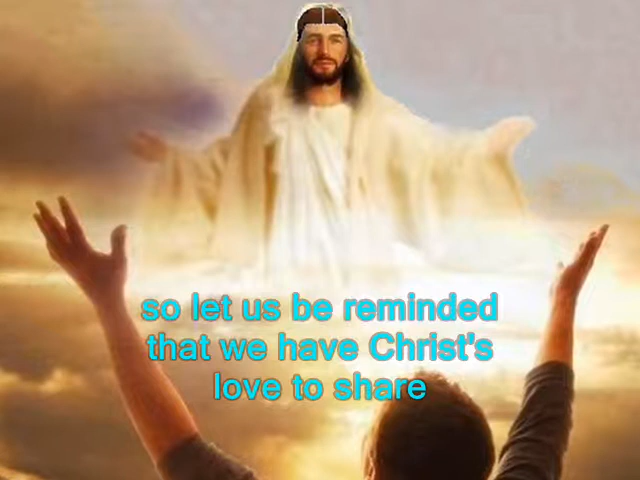 so let us be reminded
that we have Christ's
love to share